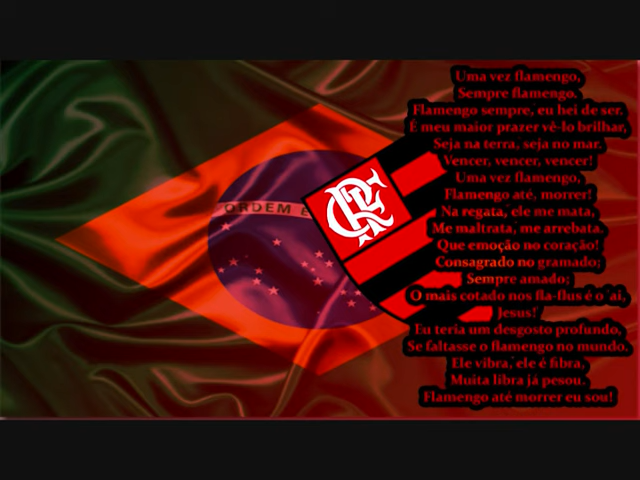 Uma vez flamengo,
Sempre flamengo.
Flamengo sempre, eu hei de ser.
É meu maior prazer vê-lo brilhar,
Seja na terra, seja no mar.
Vencer, vencer, vencer!
Uma vez flamengo,
Flamengo até, morrer!
Na regata, ele me mata,
Me maltrata, me arrebata.
Que emoção no coração!
Consagrado no gramado;
Sempre amado;
O mais cotado nos fla-flus é o 'ai,
Jesus!'
Eu teria um desgosto profundo,
Se faltasse o flamengo no mundo.
Ele vibra, ele é fibra,
Muita libra já pesou.
Flamengo até morrer eu sou!
ORDEM E
CRF